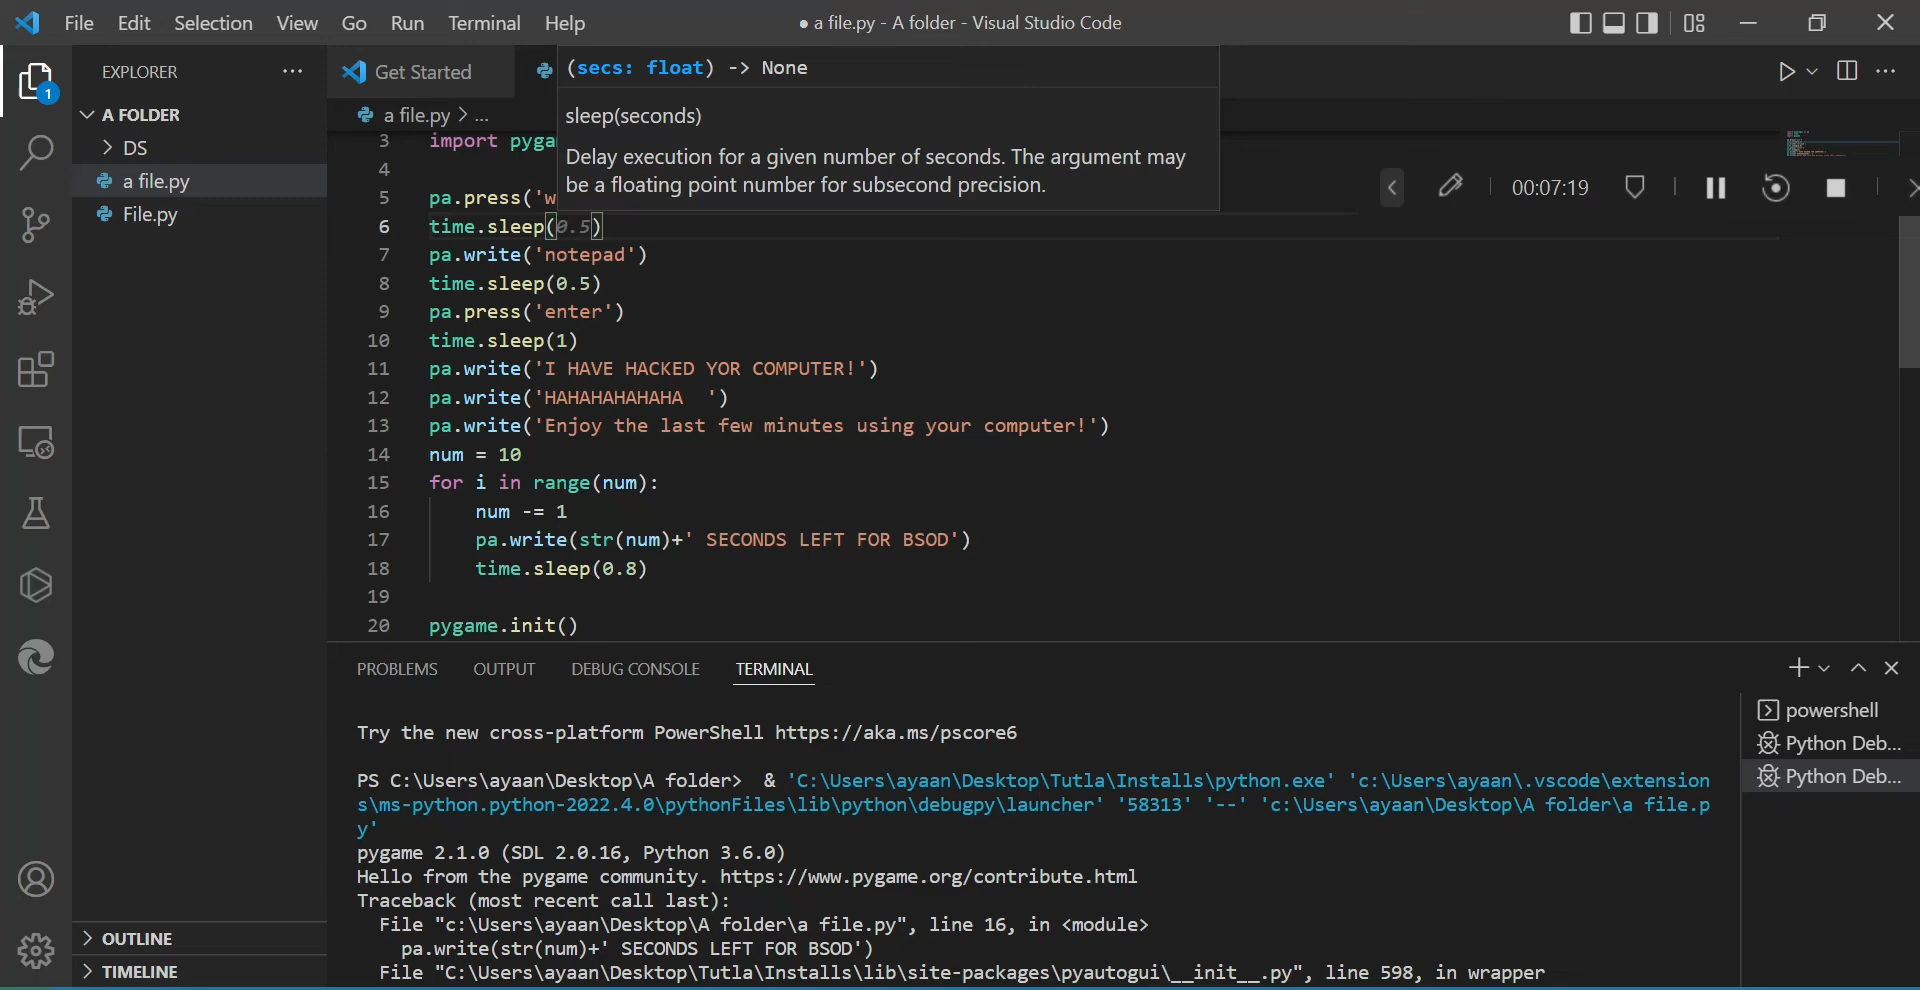 File Edit Selection View Go Run Terminal Help
● a file.py - A folder - Visual Studio Code
EXPLORER
1
A FOLDER
DS
a file.py
File.py
OUTLINE
TIMELINE
Get Started
a file.py > ...
(secs: float) -> None
sleep(seconds)
Delay execution for a given number of seconds. The argument may
be a floating point number for subsecond precision.
00:07:19
3 import pyga
4
5 pa.press('w
6 time.sleep(0.5)
7 pa.write('notepad')
8 time.sleep(0.5)
9 pa.press('enter')
10 time.sleep(1)
11 pa.write('I HAVE HACKED YOR COMPUTER!')
12 pa.write('HAHAHAHAHAHA  ')
13 pa.write('Enjoy the last few minutes using your computer!')
14 num = 10
15 for i in range(num):
16     num -= 1
17     pa.write(str(num)+' SECONDS LEFT FOR BSOD')
18     time.sleep(0.8)
19
20 pygame.init()
PROBLEMS OUTPUT DEBUG CONSOLE TERMINAL
Try the new cross-platform PowerShell https://aka.ms/pscore6
PS C:\Users\ayaan\Desktop\A folder>  & 'C:\Users\ayaan\Desktop\Tutla\Installs\python.exe' 'c:\Users\ayaan\.vscode\extension
s\ms-python.python-2022.4.0\pythonFiles\lib\python\debugpy\launcher' '58313' '--' 'c:\Users\ayaan\Desktop\A folder\a file.p
y'
pygame 2.1.0 (SDL 2.0.16, Python 3.6.0)
Hello from the pygame community. https://www.pygame.org/contribute.html
Traceback (most recent call last):
  File "c:\Users\ayaan\Desktop\A folder\a file.py", line 16, in <module>
    pa.write(str(num)+' SECONDS LEFT FOR BSOD')
  File "C:\Users\ayaan\Desktop\Tutla\Installs\lib\site-packages\pyautogui\__init__.py", line 598, in wrapper
powershell
Python Deb...
Python Deb...